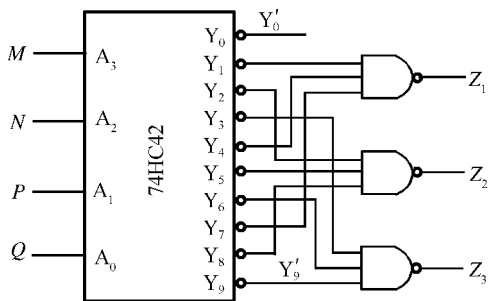 M
N
P
Q
A₃
A₂
A₁
A₀
74HC42
Y₀
Y₁
Y₂
Y₃
Y₄
Y₅
Y₆
Y₇
Y₈
Y₉
Y′₀
Y′₉
Z₁
Z₂
Z₃